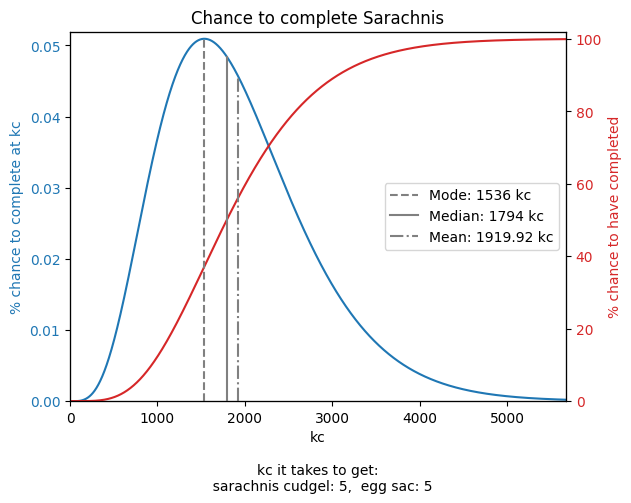 Chance to complete Sarachnis
% chance to complete at kc
0.05
0.04
0.03
0.02
0.01
0.00
100
80
60
40
20
0
% chance to have completed
Mode: 1536 kc
Median: 1794 kc
Mean: 1919.92 kc
0 1000 2000 3000 4000 5000
kc
kc it takes to get:
sarachnis cudgel: 5, egg sac: 5